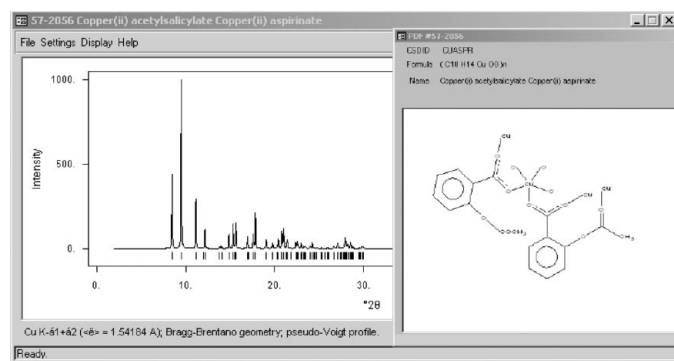 57-2056 Copper(ii) acetylsalicylate Copper(ii) aspirinate
File Settings Display Help
1000.
500.
0.
Intensity
0.
10.
20.
30.
°2θ
Cu K-á1+á2 (<ë> = 1.54184 A); Bragg-Brentano geometry; pseudo-Voigt profile.
Ready.
PDF #57-2056
CSDID CUASPR
Formula ( C18 H14 Cu O8 )n
Name Copper(ii) acetylsalicylate Copper(ii) aspirinate
Cu
Cu
Cu
Cu
CH3